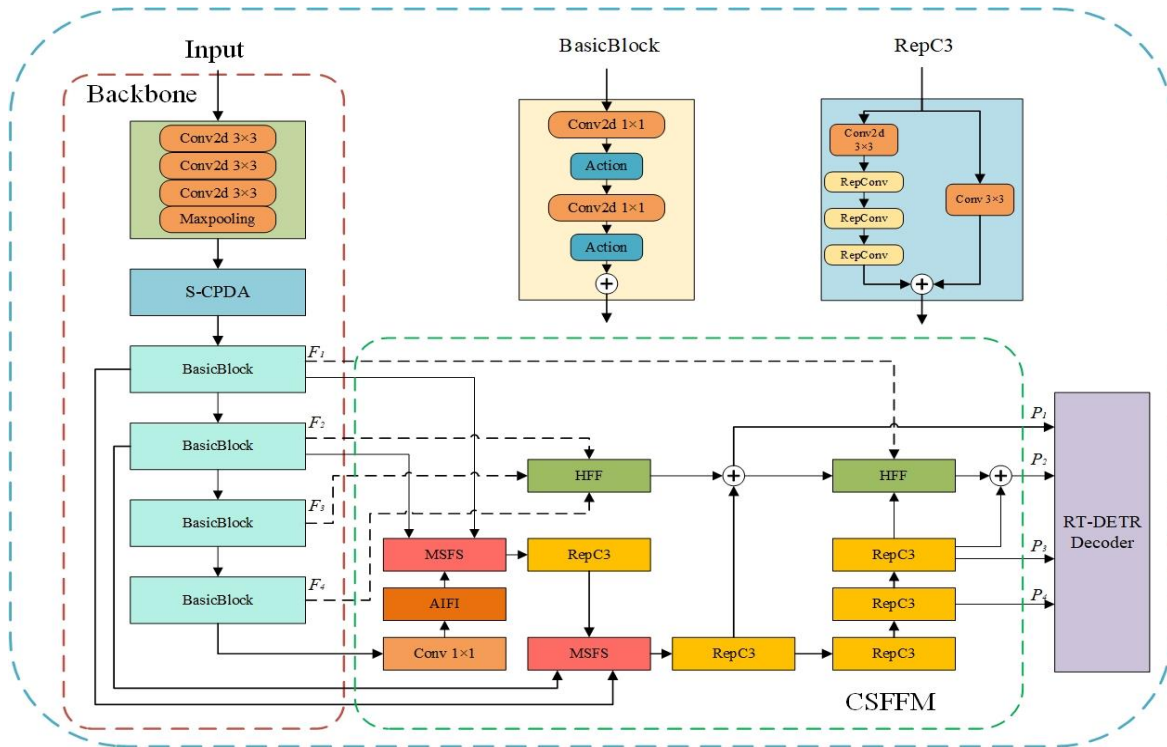 Input
Backbone
Conv2d 3×3
Conv2d 3×3
Conv2d 3×3
Maxpooling
S-CPDA
BasicBlock
BasicBlock
BasicBlock
BasicBlock
F1
F2
F3
F4
BasicBlock
Conv2d 1×1
Action
Conv2d 1×1
Action
+
RepC3
Conv2d
3×3
RepConv
RepConv
RepConv
Conv 3×3
+
HFF
+
HFF
+
MSFS
RepC3
AIFI
Conv 1×1
MSFS
RepC3
RepC3
RepC3
RepC3
CSFFM
P1
P2
P3
P4
RT-DETR
Decoder